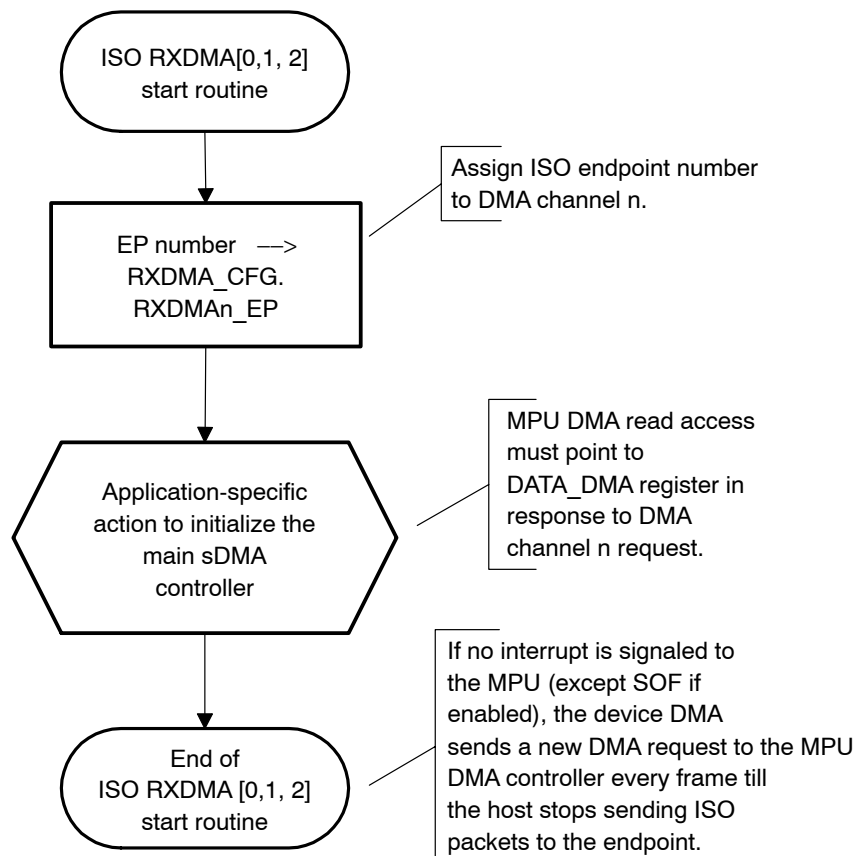 ISO RXDMA[0,1, 2]
start routine
Assign ISO endpoint number
to DMA channel n.
EP number −−>
RXDMA_CFG.
RXDMAn_EP
MPU DMA read access
must point to
DATA_DMA register in
response to DMA
channel n request.
Application-specific
action to initialize the
main sDMA
controller
If no interrupt is signaled to
the MPU (except SOF if
enabled), the device DMA
sends a new DMA request to the MPU
DMA controller every frame till
the host stops sending ISO
packets to the endpoint.
End of
ISO RXDMA [0,1, 2]
start routine